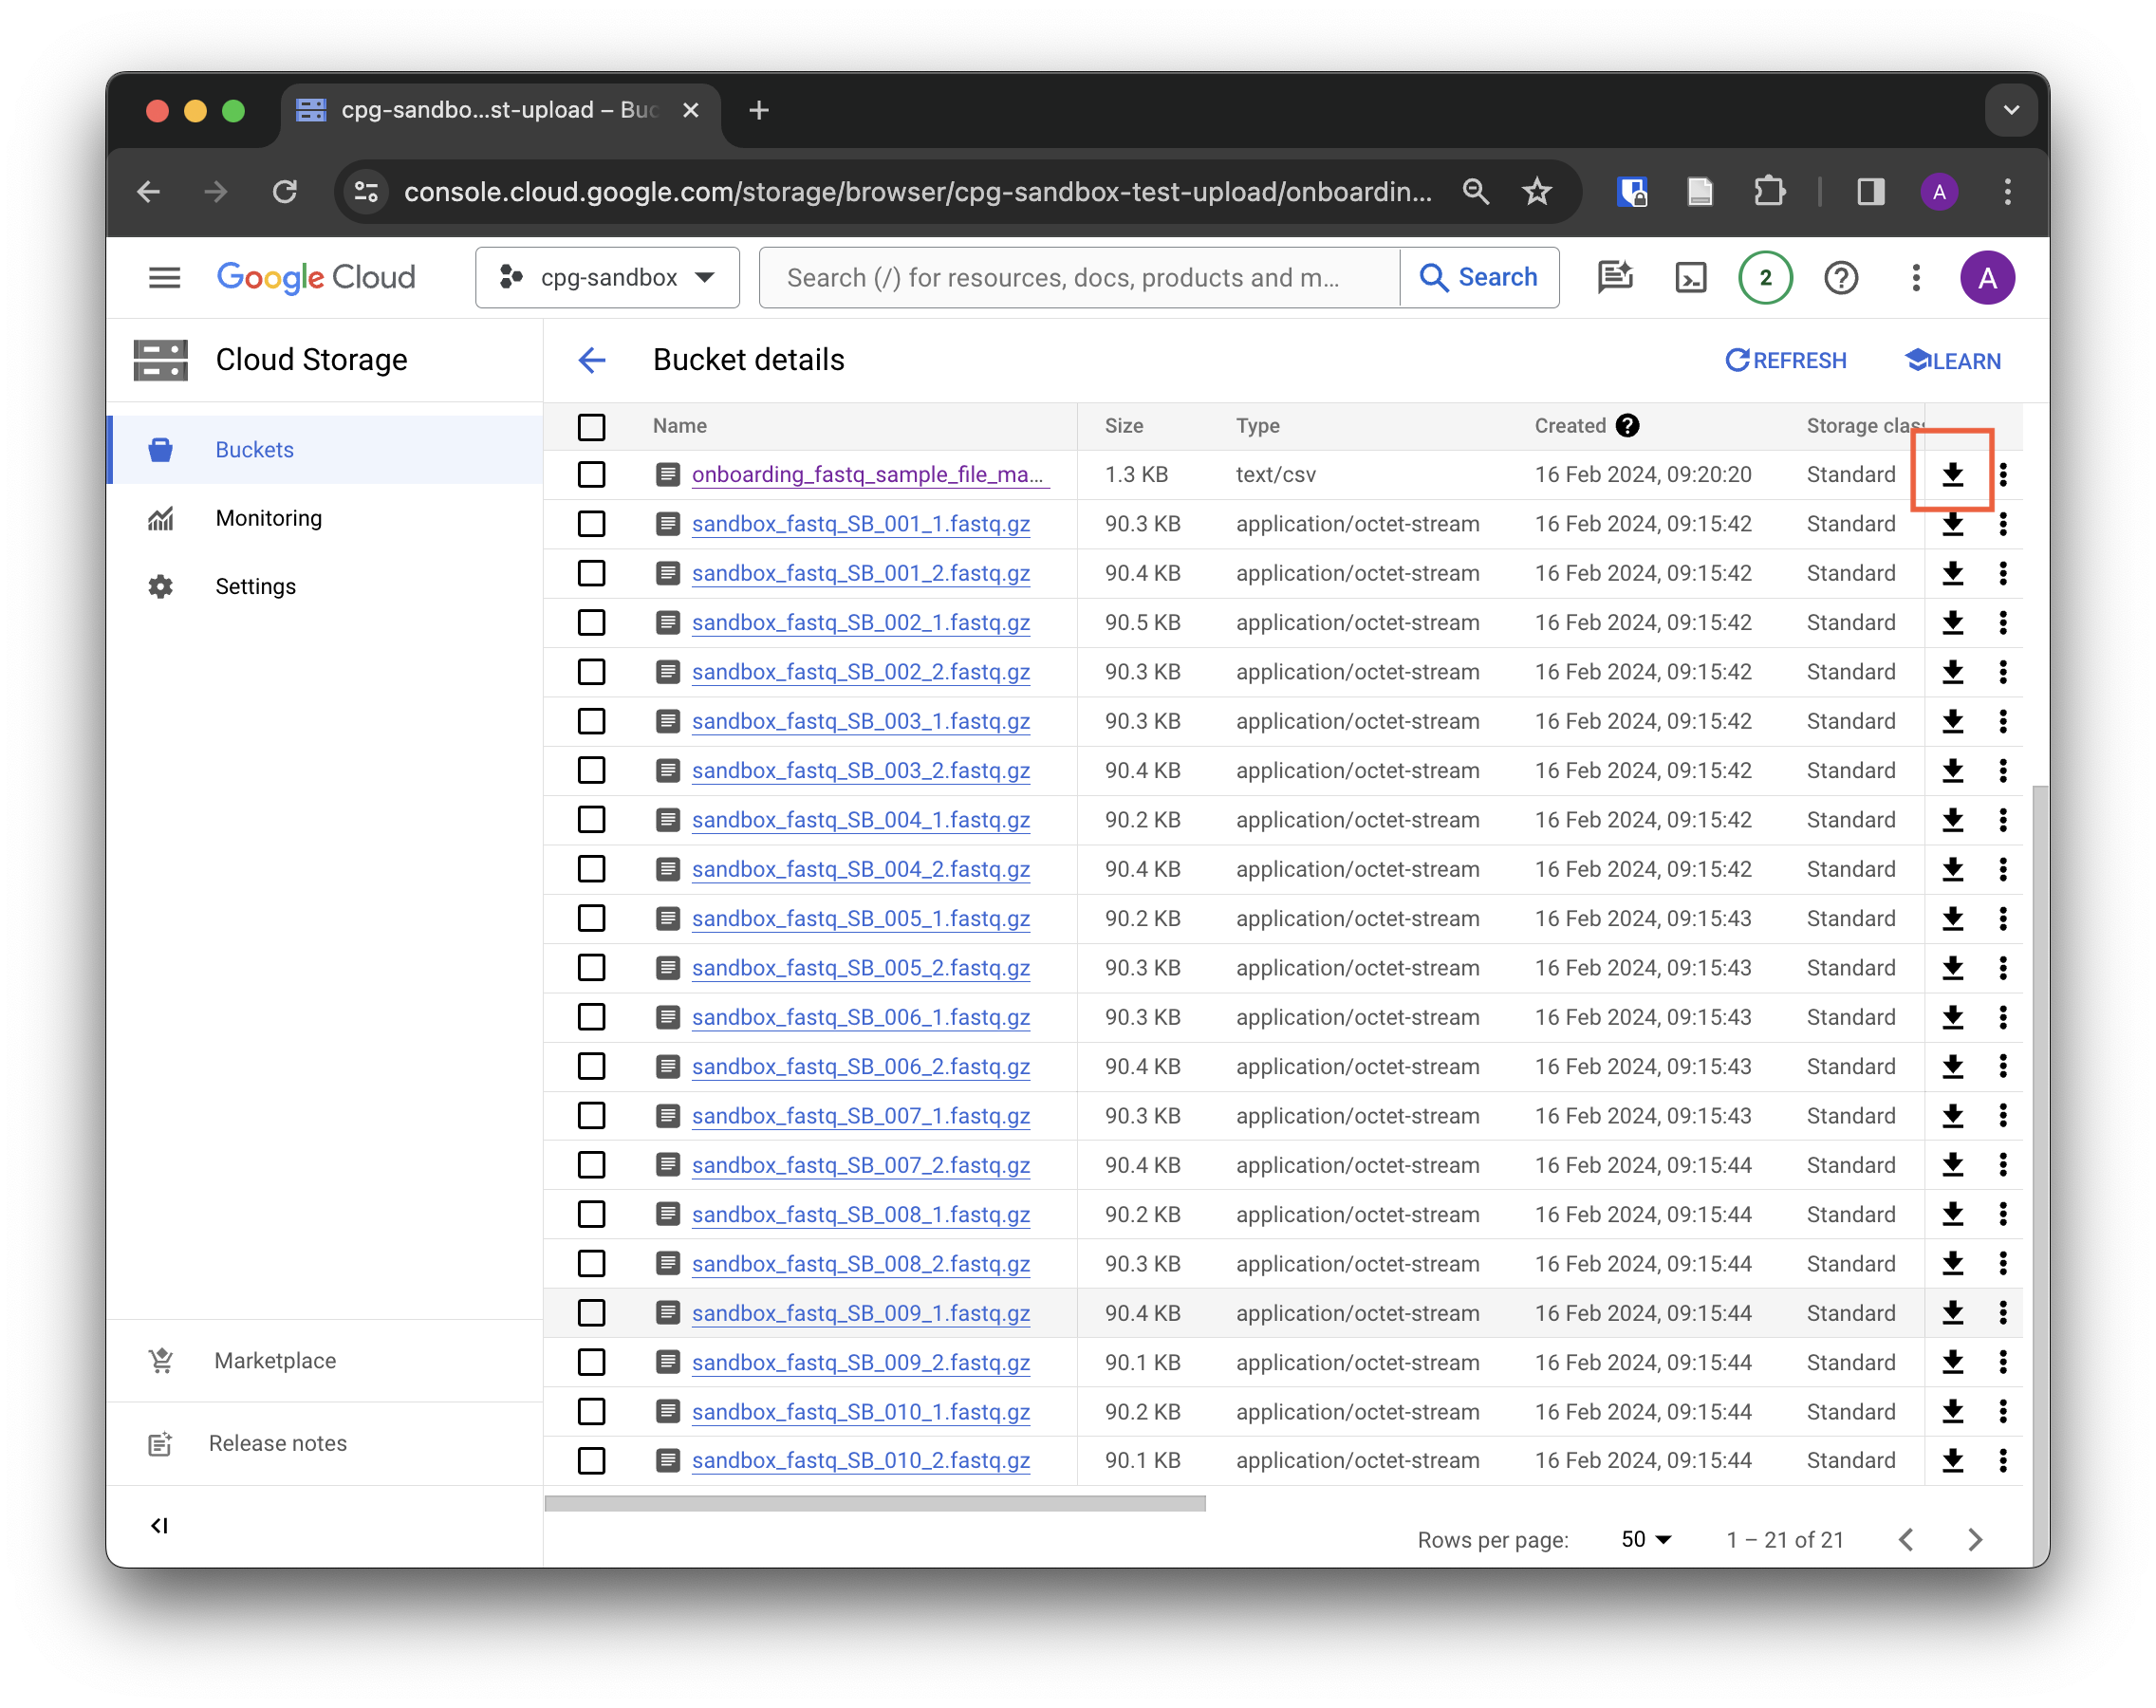 cpg-sandbo...st-upload – Buc
console.cloud.google.com/storage/browser/cpg-sandbox-test-upload/onboardin...
A
Google Cloud
cpg-sandbox
Search (/) for resources, docs, products and m...
Search
2
A
Cloud Storage
Bucket details
REFRESH
LEARN
Buckets
Monitoring
Settings
Marketplace
Release notes
Name Size Type Created Storage clas
onboarding_fastq_sample_file_ma... 1.3 KB text/csv 16 Feb 2024, 09:20:20 Standard
sandbox_fastq_SB_001_1.fastq.gz 90.3 KB application/octet-stream 16 Feb 2024, 09:15:42 Standard
sandbox_fastq_SB_001_2.fastq.gz 90.4 KB application/octet-stream 16 Feb 2024, 09:15:42 Standard
sandbox_fastq_SB_002_1.fastq.gz 90.5 KB application/octet-stream 16 Feb 2024, 09:15:42 Standard
sandbox_fastq_SB_002_2.fastq.gz 90.3 KB application/octet-stream 16 Feb 2024, 09:15:42 Standard
sandbox_fastq_SB_003_1.fastq.gz 90.3 KB application/octet-stream 16 Feb 2024, 09:15:42 Standard
sandbox_fastq_SB_003_2.fastq.gz 90.4 KB application/octet-stream 16 Feb 2024, 09:15:42 Standard
sandbox_fastq_SB_004_1.fastq.gz 90.2 KB application/octet-stream 16 Feb 2024, 09:15:42 Standard
sandbox_fastq_SB_004_2.fastq.gz 90.4 KB application/octet-stream 16 Feb 2024, 09:15:42 Standard
sandbox_fastq_SB_005_1.fastq.gz 90.2 KB application/octet-stream 16 Feb 2024, 09:15:43 Standard
sandbox_fastq_SB_005_2.fastq.gz 90.3 KB application/octet-stream 16 Feb 2024, 09:15:43 Standard
sandbox_fastq_SB_006_1.fastq.gz 90.3 KB application/octet-stream 16 Feb 2024, 09:15:43 Standard
sandbox_fastq_SB_006_2.fastq.gz 90.4 KB application/octet-stream 16 Feb 2024, 09:15:43 Standard
sandbox_fastq_SB_007_1.fastq.gz 90.3 KB application/octet-stream 16 Feb 2024, 09:15:43 Standard
sandbox_fastq_SB_007_2.fastq.gz 90.4 KB application/octet-stream 16 Feb 2024, 09:15:44 Standard
sandbox_fastq_SB_008_1.fastq.gz 90.2 KB application/octet-stream 16 Feb 2024, 09:15:44 Standard
sandbox_fastq_SB_008_2.fastq.gz 90.3 KB application/octet-stream 16 Feb 2024, 09:15:44 Standard
sandbox_fastq_SB_009_1.fastq.gz 90.4 KB application/octet-stream 16 Feb 2024, 09:15:44 Standard
sandbox_fastq_SB_009_2.fastq.gz 90.1 KB application/octet-stream 16 Feb 2024, 09:15:44 Standard
sandbox_fastq_SB_010_1.fastq.gz 90.2 KB application/octet-stream 16 Feb 2024, 09:15:44 Standard
sandbox_fastq_SB_010_2.fastq.gz 90.1 KB application/octet-stream 16 Feb 2024, 09:15:44 Standard
Rows per page: 50 1 – 21 of 21